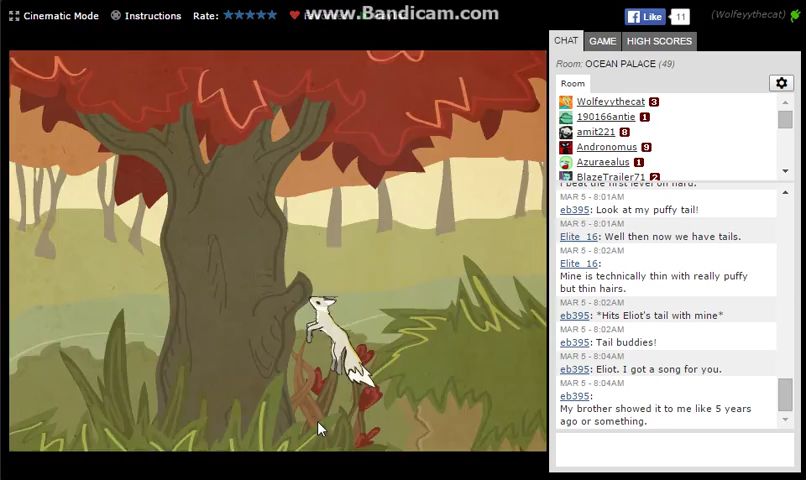 Cinematic Mode Instructions Rate:
www.Bandicam.com
Like 11
(Wolfeyythecat)
CHAT GAME HIGH SCORES
Room: OCEAN PALACE (49)
Room
Wolfeyythecat 3
190166antie 1
amit221 8
Andronomus 9
Azuraealus 1
BlazeTrailer71 2
I beat the first level on hard.
MAR 5 - 8:01AM
eb395: Look at my puffy tail!
MAR 5 - 8:01AM
Elite_16: Well then now we have tails.
MAR 5 - 8:02AM
Elite_16:
Mine is technically thin with really puffy
but thin hairs.
MAR 5 - 8:02AM
eb395: *Hits Eliot's tail with mine*
MAR 5 - 8:02AM
eb395: Tail buddies!
MAR 5 - 8:04AM
eb395: Eliot. I got a song for you.
MAR 5 - 8:04AM
eb395:
My brother showed it to me like 5 years
ago or something.